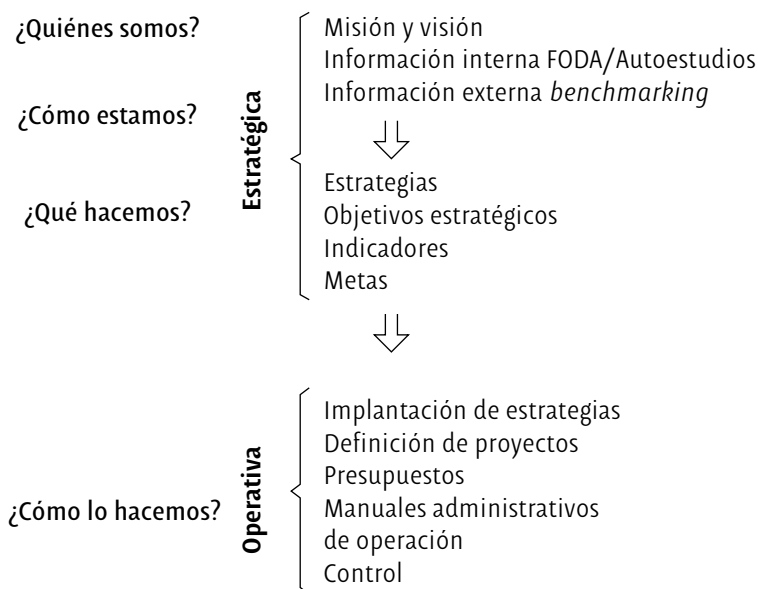 ¿Quiénes somos?
Misión y visión
Información interna FODA/Autoestudios
¿Cómo estamos?
Información externa benchmarking
Estratégica
¿Qué hacemos?
Estrategias
Objetivos estratégicos
Indicadores
Metas
Implantación de estrategias
Definición de proyectos
Presupuestos
¿Cómo lo hacemos?
Operativa
Manuales administrativos
de operación
Control